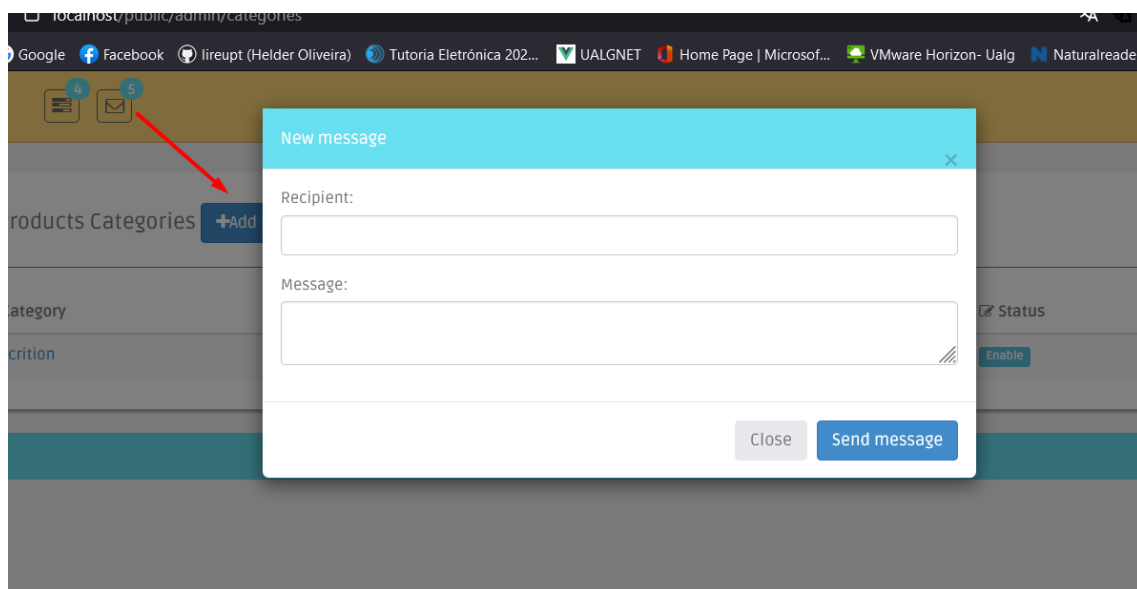 localhost/public/admin/categories
Google Facebook lireupt (Helder Oliveira) Tutoria Eletrónica 202... UALGNET Home Page | Microsof... VMware Horizon- Ualg Naturalreade
4 5
New message
×
Recipient:
roducts Categories +Add
Message:
ategory Status
crition Enable
Close Send message